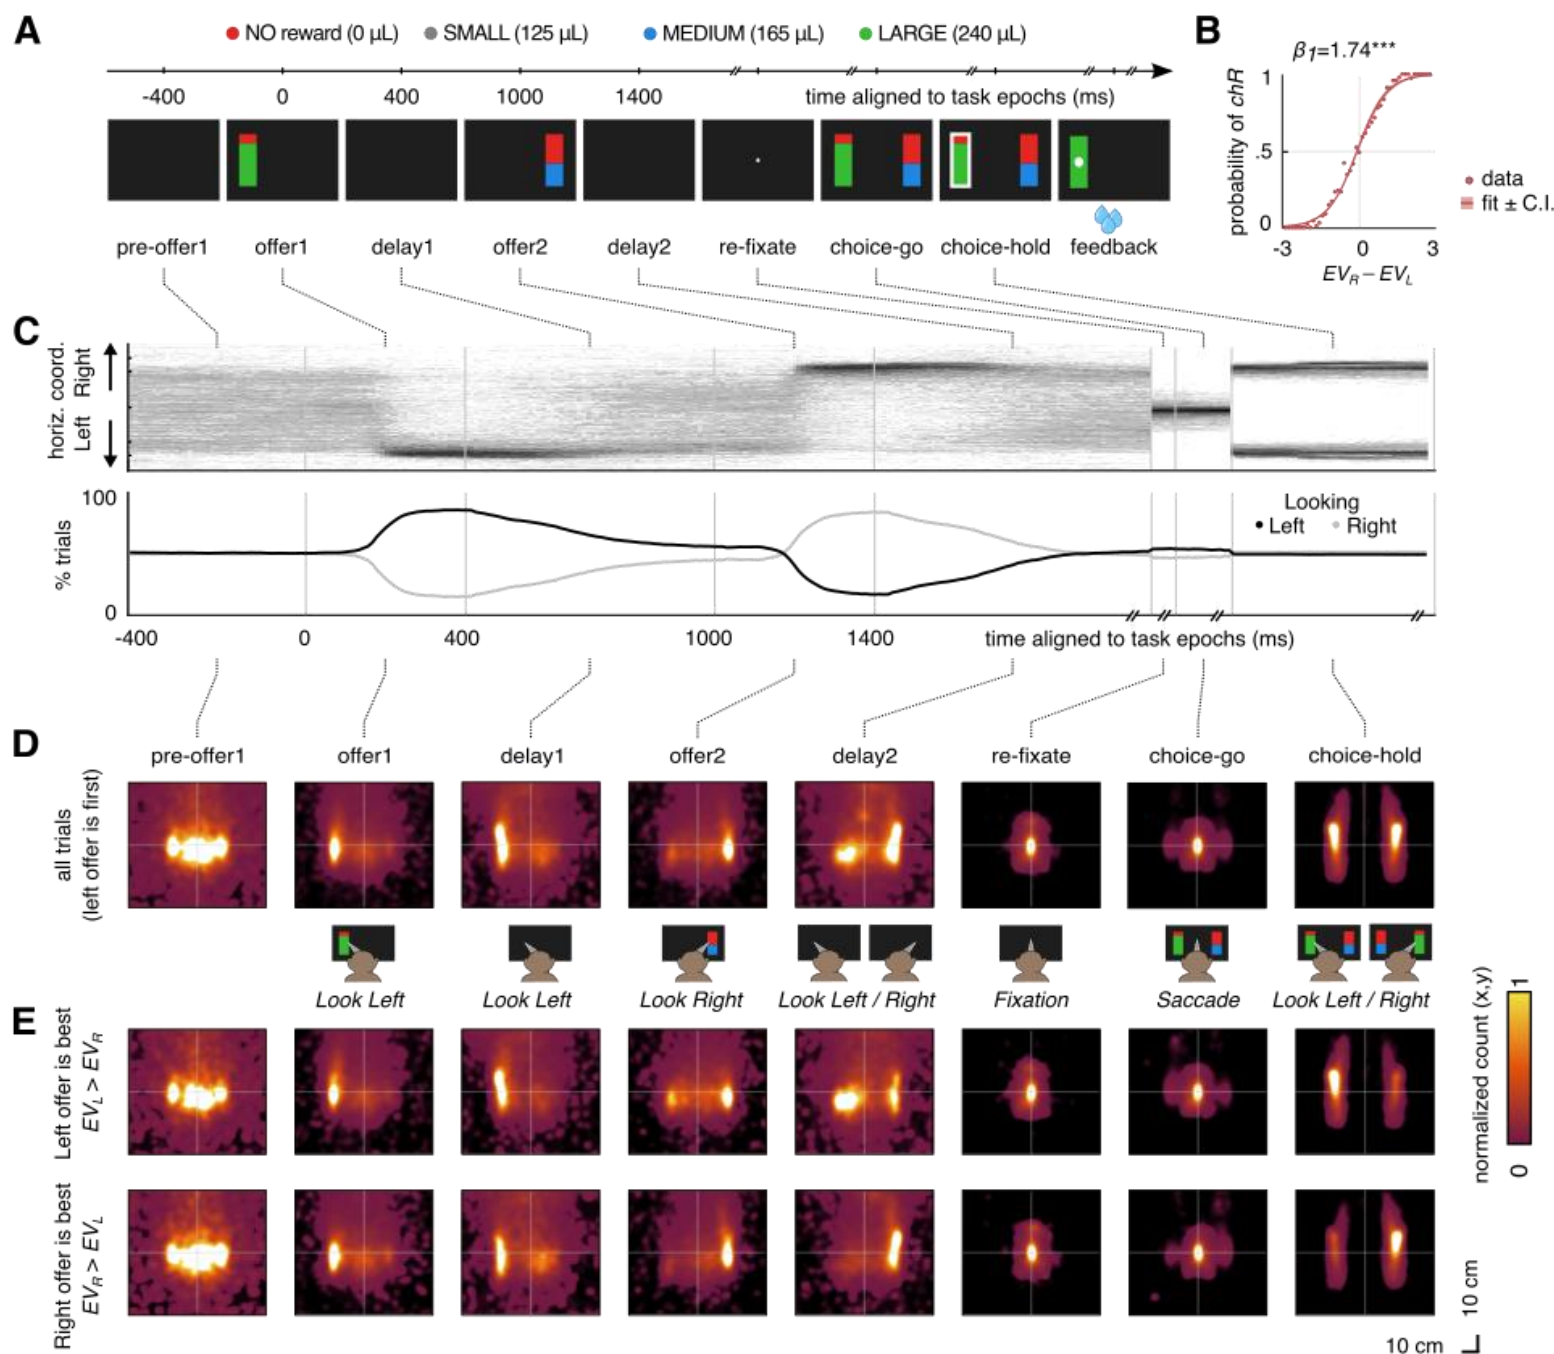 A
NO reward (0 µL)
SMALL (125 µL)
MEDIUM (165 µL)
LARGE (240 µL)
-400
0
400
1000
1400
time aligned to task epochs (ms)
pre-offer1
offer1
delay1
offer2
delay2
re-fixate
choice-go
choice-hold
feedback
B
β1=1.74***
probability of chR
1
.5
0
-3
0
3
EVR − EVL
data
fit ± C.I.
C
horiz. coord.
Left Right
% trials
100
0
Looking
Left
Right
-400
0
400
1000
1400
time aligned to task epochs (ms)
D
pre-offer1
offer1
delay1
offer2
delay2
re-fixate
choice-go
choice-hold
all trials
(left offer is first)
Look Left
Look Left
Look Right
Look Left / Right
Fixation
Saccade
Look Left / Right
E
Left offer is best
EVL > EVR
Right offer is best
EVR > EVL
normalized count (x,y)
1
0
10 cm
10 cm